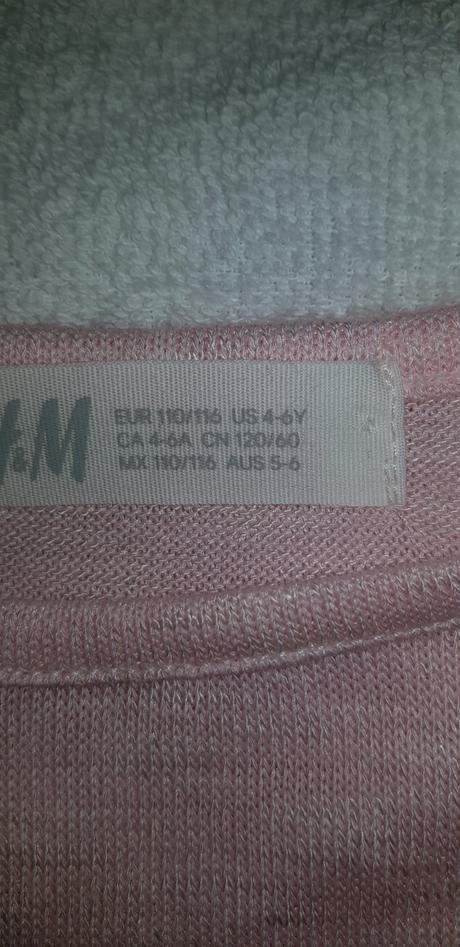 H&M
EUR 110/116 US 4-6Y
CA 4-6A CN 120/60
MX 110/116 AUS 5-6